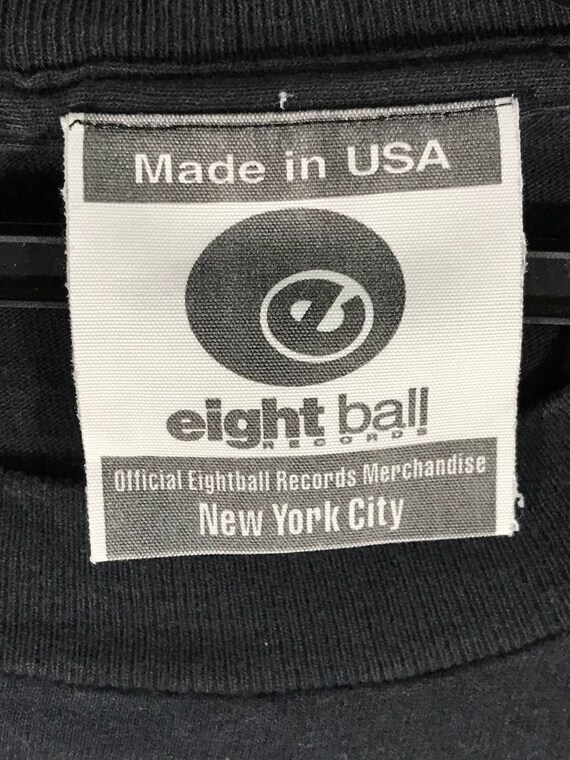 Made in USA
e
eight ball
RECORDS
Official Eightball Records Merchandise
New York City